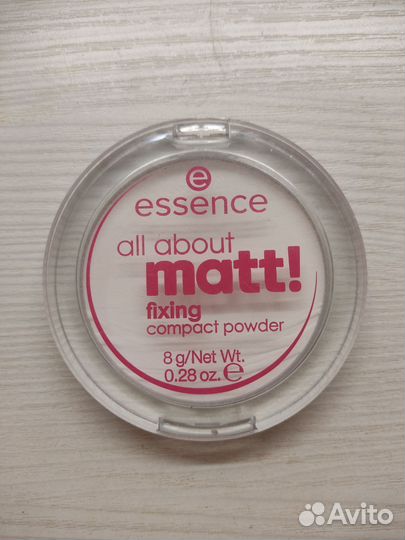 e
essence
all about
matt!
fixing
compact powder
8 g/Net Wt.
0.28 oz. ℮
Avito